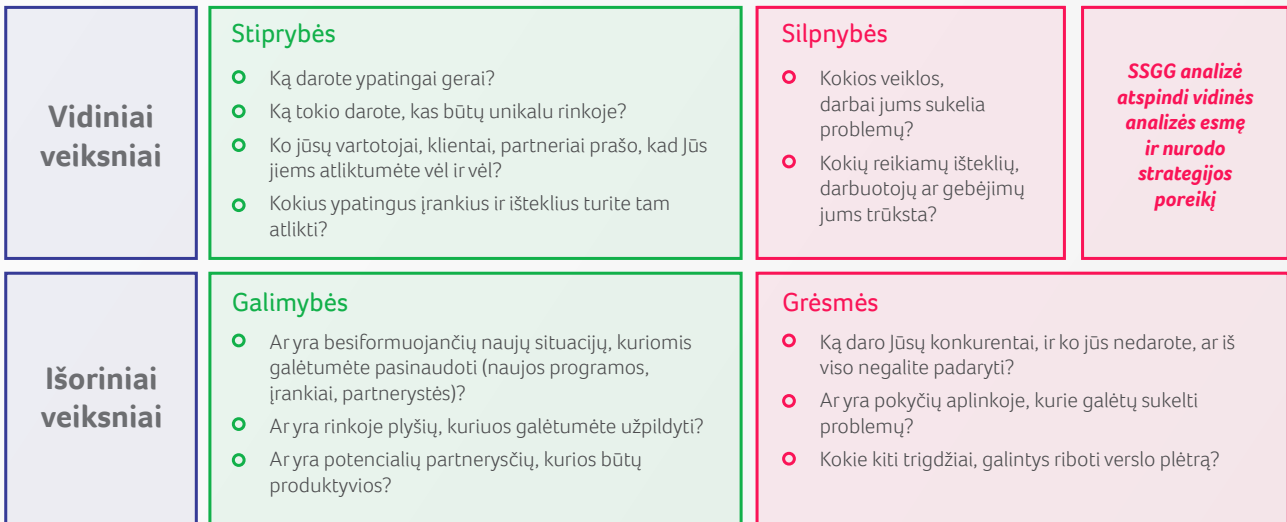 Vidiniai
veiksniai
Stiprybės
Ką darote ypatingai gerai?
Ką tokio darote, kas būtų unikalu rinkoje?
Ko jūsų vartotojai, klientai, partneriai prašo, kad Jūs
jiems atliktumėte vėl ir vėl?
Kokius ypatingus įrankius ir išteklius turite tam
atlikti?
Silpnybės
Kokios veiklos,
darbai jums sukelia
problemų?
Kokių reikiamų išteklių,
darbuotojų ar gebėjimų
jums trūksta?
SSGG analizė
atspindi vidinės
analizės esmę
ir nurodo
strategijos
poreikį
Išoriniai
veiksniai
Galimybės
Ar yra besiformuojančių naujų situacijų, kuriomis
galėtumėte pasinaudoti (naujos programos,
įrankiai, partnerystės)?
Ar yra rinkoje plyšių, kuriuos galėtumėte užpildyti?
Ar yra potencialių partnerysčių, kurios būtų
produktyvios?
Grėsmės
Ką daro Jūsų konkurentai, ir ko jūs nedarote, ar iš
viso negalite padaryti?
Ar yra pokyčių aplinkoje, kurie galėtų sukelti
problemų?
Kokie kiti trigdžiai, galintys riboti verslo plėtrą?